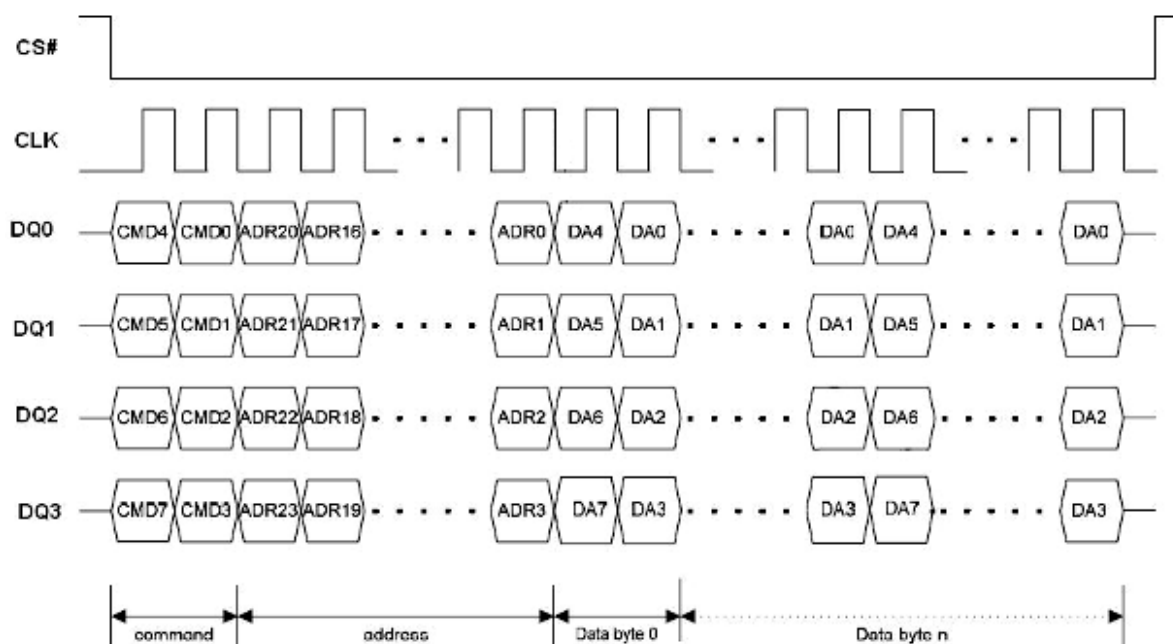 CS#
CLK
DQ0 CMD4 CMD0 ADR20 ADR16 ADR0 DA4 DA0 DA0 DA4 DA0
DQ1 CMD5 CMD1 ADR21 ADR17 ADR1 DA5 DA1 DA1 DA5 DA1
DQ2 CMD6 CMD2 ADR22 ADR18 ADR2 DA6 DA2 DA2 DA6 DA2
DQ3 CMD7 CMD3 ADR23 ADR19 ADR3 DA7 DA3 DA3 DA7 DA3
command address Data byte 0 Data byte n